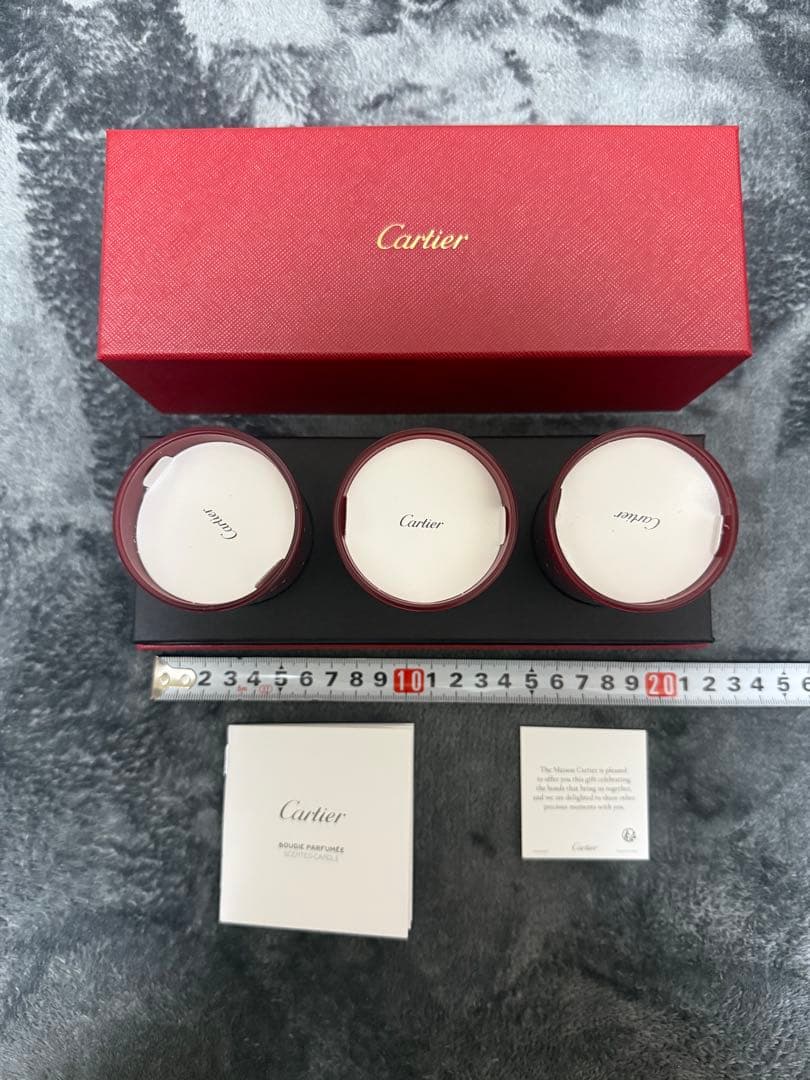 Cartier
Cartier
Cartier
Cartier
2 3 4 5 6 7 8 9 10 1 2 3 4 5 6 7 8 9 20 1 2 3 4 5 6
Cartier
BOUGIE PARFUMÉE
SCENTED CANDLE
The Maison Cartier is pleased
to offer you this gift celebrating
the bonds that bring us together,
and we are delighted to share other
precious moments with you.
Cartier